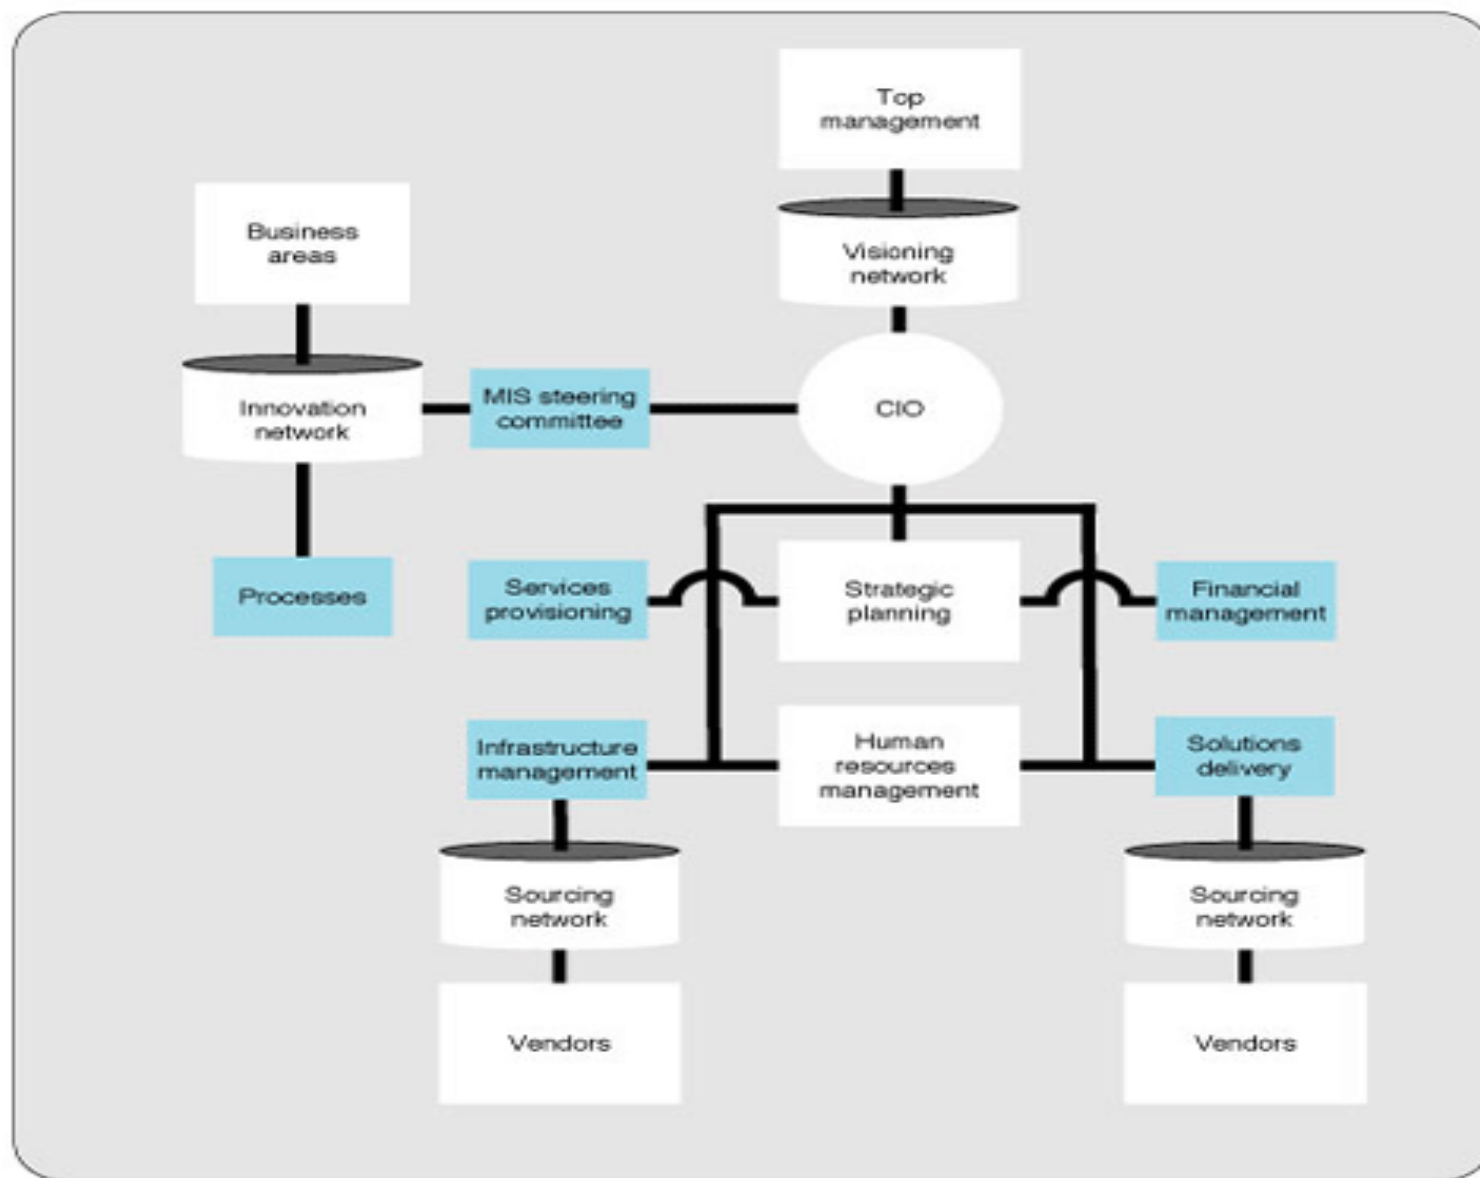 Top
management
Business
areas
Visioning
network
Innovation
network
MIS steering
committee
CIO
Processes
Services
provisioning
Strategic
planning
Financial
management
Infrastructure
management
Human
resources
management
Solutions
delivery
Sourcing
network
Sourcing
network
Vendors
Vendors